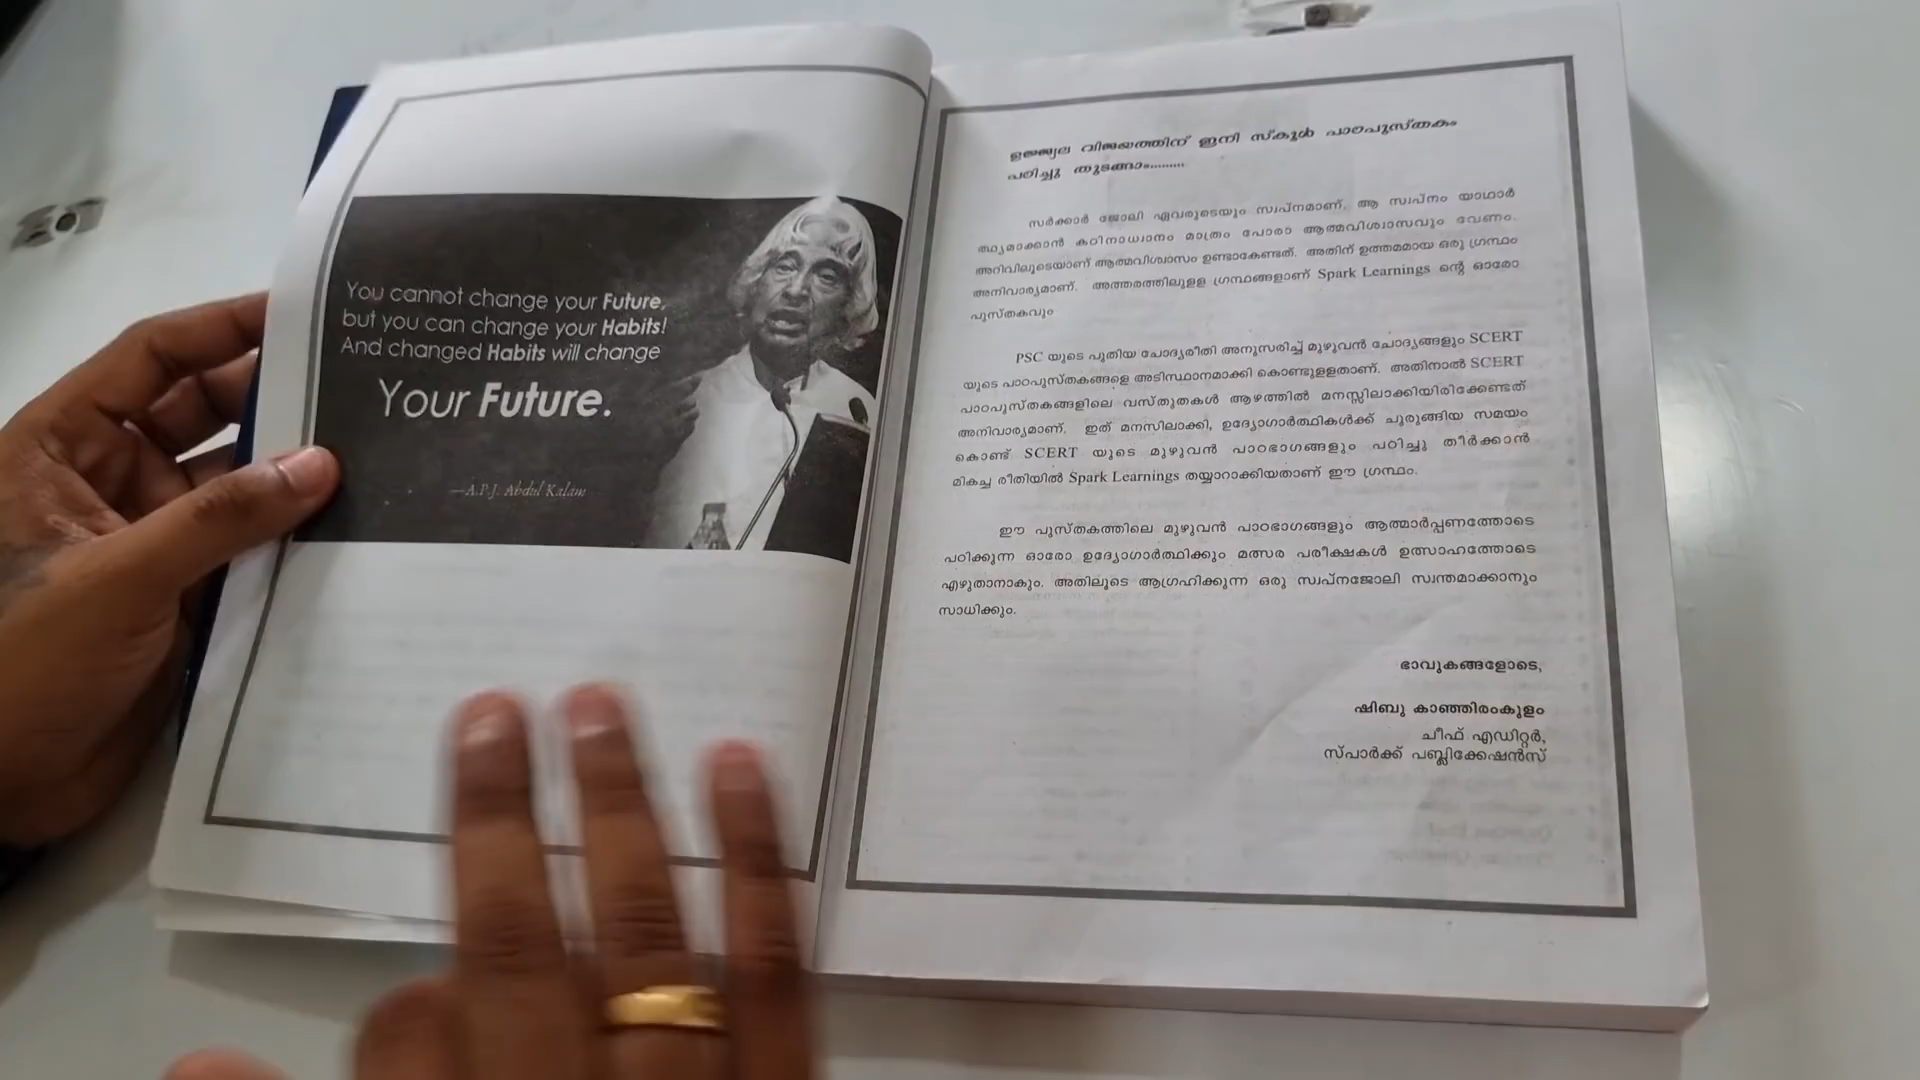 You cannot change your Future,
but you can change your Habits!
And changed Habits will change
Your Future.
—A.P.J. Abdul Kalam
ഉജ്ജ്വല വിജയത്തിന് ഇനി സ്കൂൾ പാഠപുസ്തകം
പഠിച്ചു തുടങ്ങാം.........
സർക്കാർ ജോലി ഏവരുടെയും സ്വപ്നമാണ്. ആ സ്വപ്നം യാഥാർ
ത്ഥ്യമാക്കാൻ കഠിനാധ്വാനം മാത്രം പോരാ ആത്മവിശ്വാസവും വേണം.
അറിവിലൂടെയാണ് ആത്മവിശ്വാസം ഉണ്ടാകേണ്ടത്. അതിന് ഉത്തമമായ ഒരു ഗ്രന്ഥം
അനിവാര്യമാണ്. അത്തരത്തിലുളള ഗ്രന്ഥങ്ങളാണ് Spark Learnings ന്റെ ഓരോ
പുസ്തകവും
PSC യുടെ പുതിയ ചോദ്യരീതി അനുസരിച്ച് മുഴുവൻ ചോദ്യങ്ങളും SCERT
യുടെ പാഠപുസ്തകങ്ങളെ അടിസ്ഥാനമാക്കി കൊണ്ടുളളതാണ്. അതിനാൽ SCERT
പാഠപുസ്തകങ്ങളിലെ വസ്തുതകൾ ആഴത്തിൽ മനസ്സിലാക്കിയിരിക്കേണ്ടത്
അനിവാര്യമാണ്. ഇത് മനസിലാക്കി, ഉദ്യോഗാർത്ഥികൾക്ക് ചുരുങ്ങിയ സമയം
കൊണ്ട് SCERT യുടെ മുഴുവൻ പാഠഭാഗങ്ങളും പഠിച്ചു തീർക്കാൻ
മികച്ച രീതിയിൽ Spark Learnings തയ്യാറാക്കിയതാണ് ഈ ഗ്രന്ഥം.
ഈ പുസ്തകത്തിലെ മുഴുവൻ പാഠഭാഗങ്ങളും ആത്മാർപ്പണത്തോടെ
പഠിക്കുന്ന ഓരോ ഉദ്യോഗാർത്ഥിക്കും മത്സര പരീക്ഷകൾ ഉത്സാഹത്തോടെ
എഴുതാനാകും. അതിലൂടെ ആഗ്രഹിക്കുന്ന ഒരു സ്വപ്നജോലി സ്വന്തമാക്കാനും
സാധിക്കും.
ഭാവുകങ്ങളോടെ,
ഷിബു കാഞ്ഞിരംകുളം
ചീഫ് എഡിറ്റർ,
സ്പാർക്ക് പബ്ലിക്കേഷൻസ്